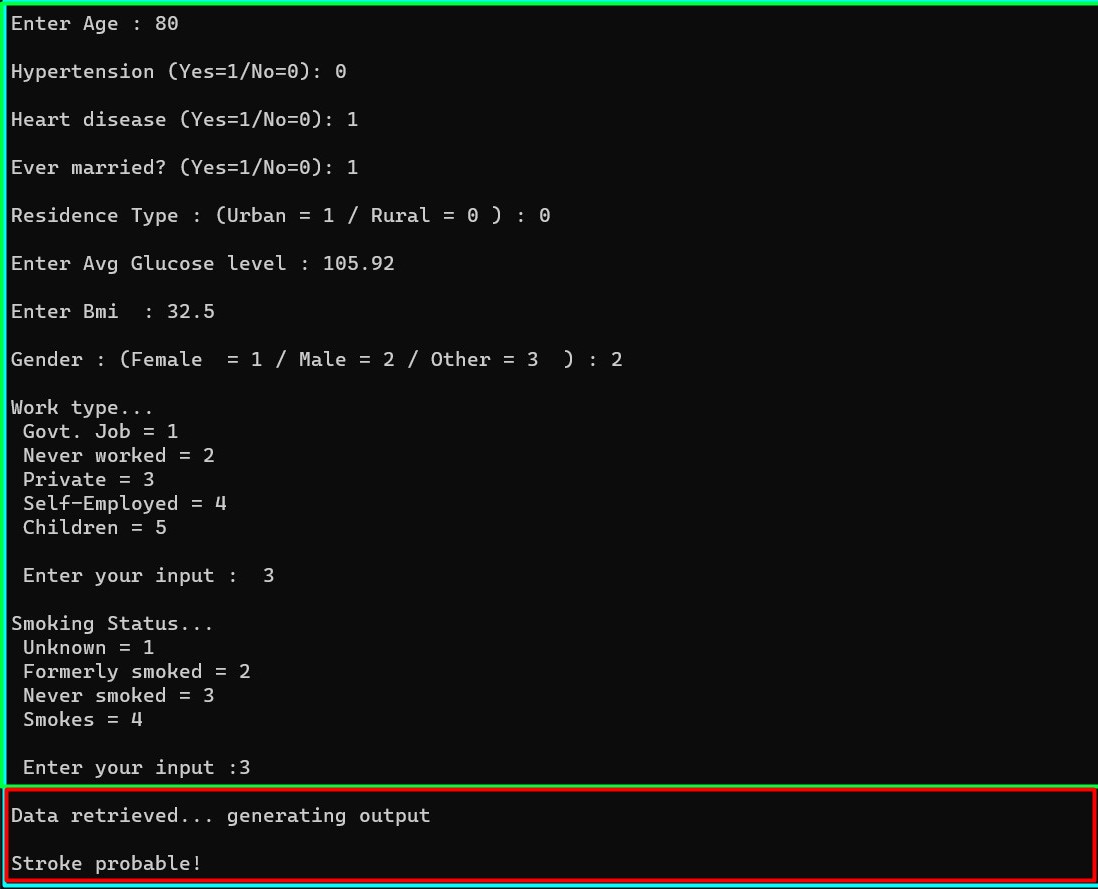 Enter Age : 80
Hypertension (Yes=1/No=0): 0
Heart disease (Yes=1/No=0): 1
Ever married? (Yes=1/No=0): 1
Residence Type : (Urban = 1 / Rural = 0 ) : 0
Enter Avg Glucose level : 105.92
Enter Bmi  : 32.5
Gender : (Female  = 1 / Male = 2 / Other = 3  ) : 2
Work type...
Govt. Job = 1
Never worked = 2
Private = 3
Self-Employed = 4
Children = 5
Enter your input :  3
Smoking Status...
Unknown = 1
Formerly smoked = 2
Never smoked = 3
Smokes = 4
Enter your input :3
Data retrieved... generating output
Stroke probable!